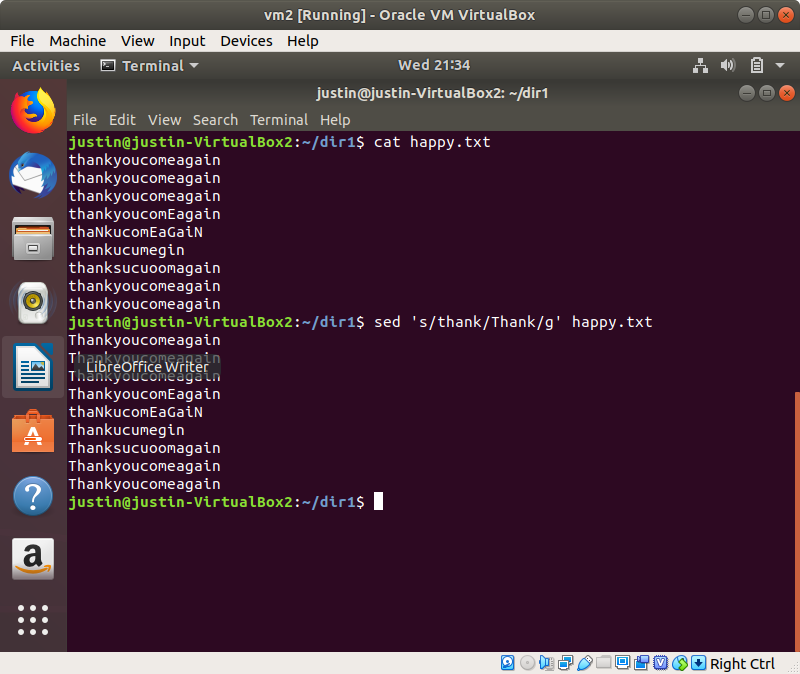 vm2 [Running] - Oracle VM VirtualBox
File Machine View Input Devices Help
Activities Terminal Wed 21:34
justin@justin-VirtualBox2: ~/dir1
File Edit View Search Terminal Help
justin@justin-VirtualBox2:~/dir1$ cat happy.txt
thankyoucomeagain
thankyoucomeagain
thankyoucomeagain
thankyoucomEagain
thaNkucomEaGaiN
thankucumegin
thanksucuoomagain
thankyoucomeagain
thankyoucomeagain
justin@justin-VirtualBox2:~/dir1$ sed 's/thank/Thank/g' happy.txt
Thankyoucomeagain
Thankyoucomeagain
LibreOffice Writer
Thankyoucomeagain
ThankyoucomEagain
thaNkucomEaGaiN
Thankucumegin
Thanksucuoomagain
Thankyoucomeagain
Thankyoucomeagain
justin@justin-VirtualBox2:~/dir1$
Right Ctrl